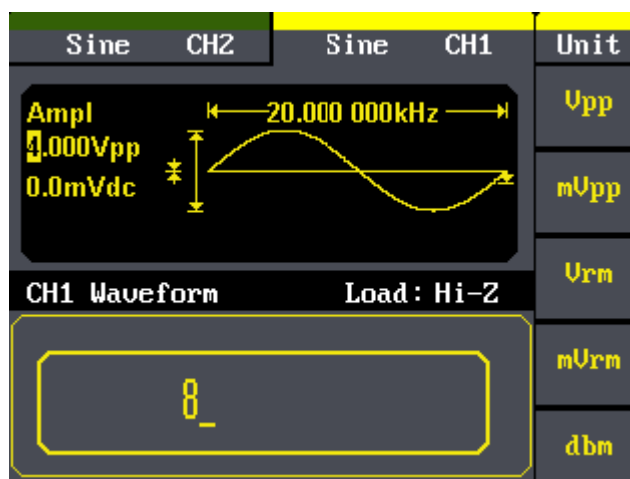 Sine CH2 Sine CH1 Unit
Ampl 20.000 000kHz Vpp
4.000Vpp
0.0mVdc mVpp
Vrm
CH1 Waveform Load: Hi-Z
mVrm
8_
dbm